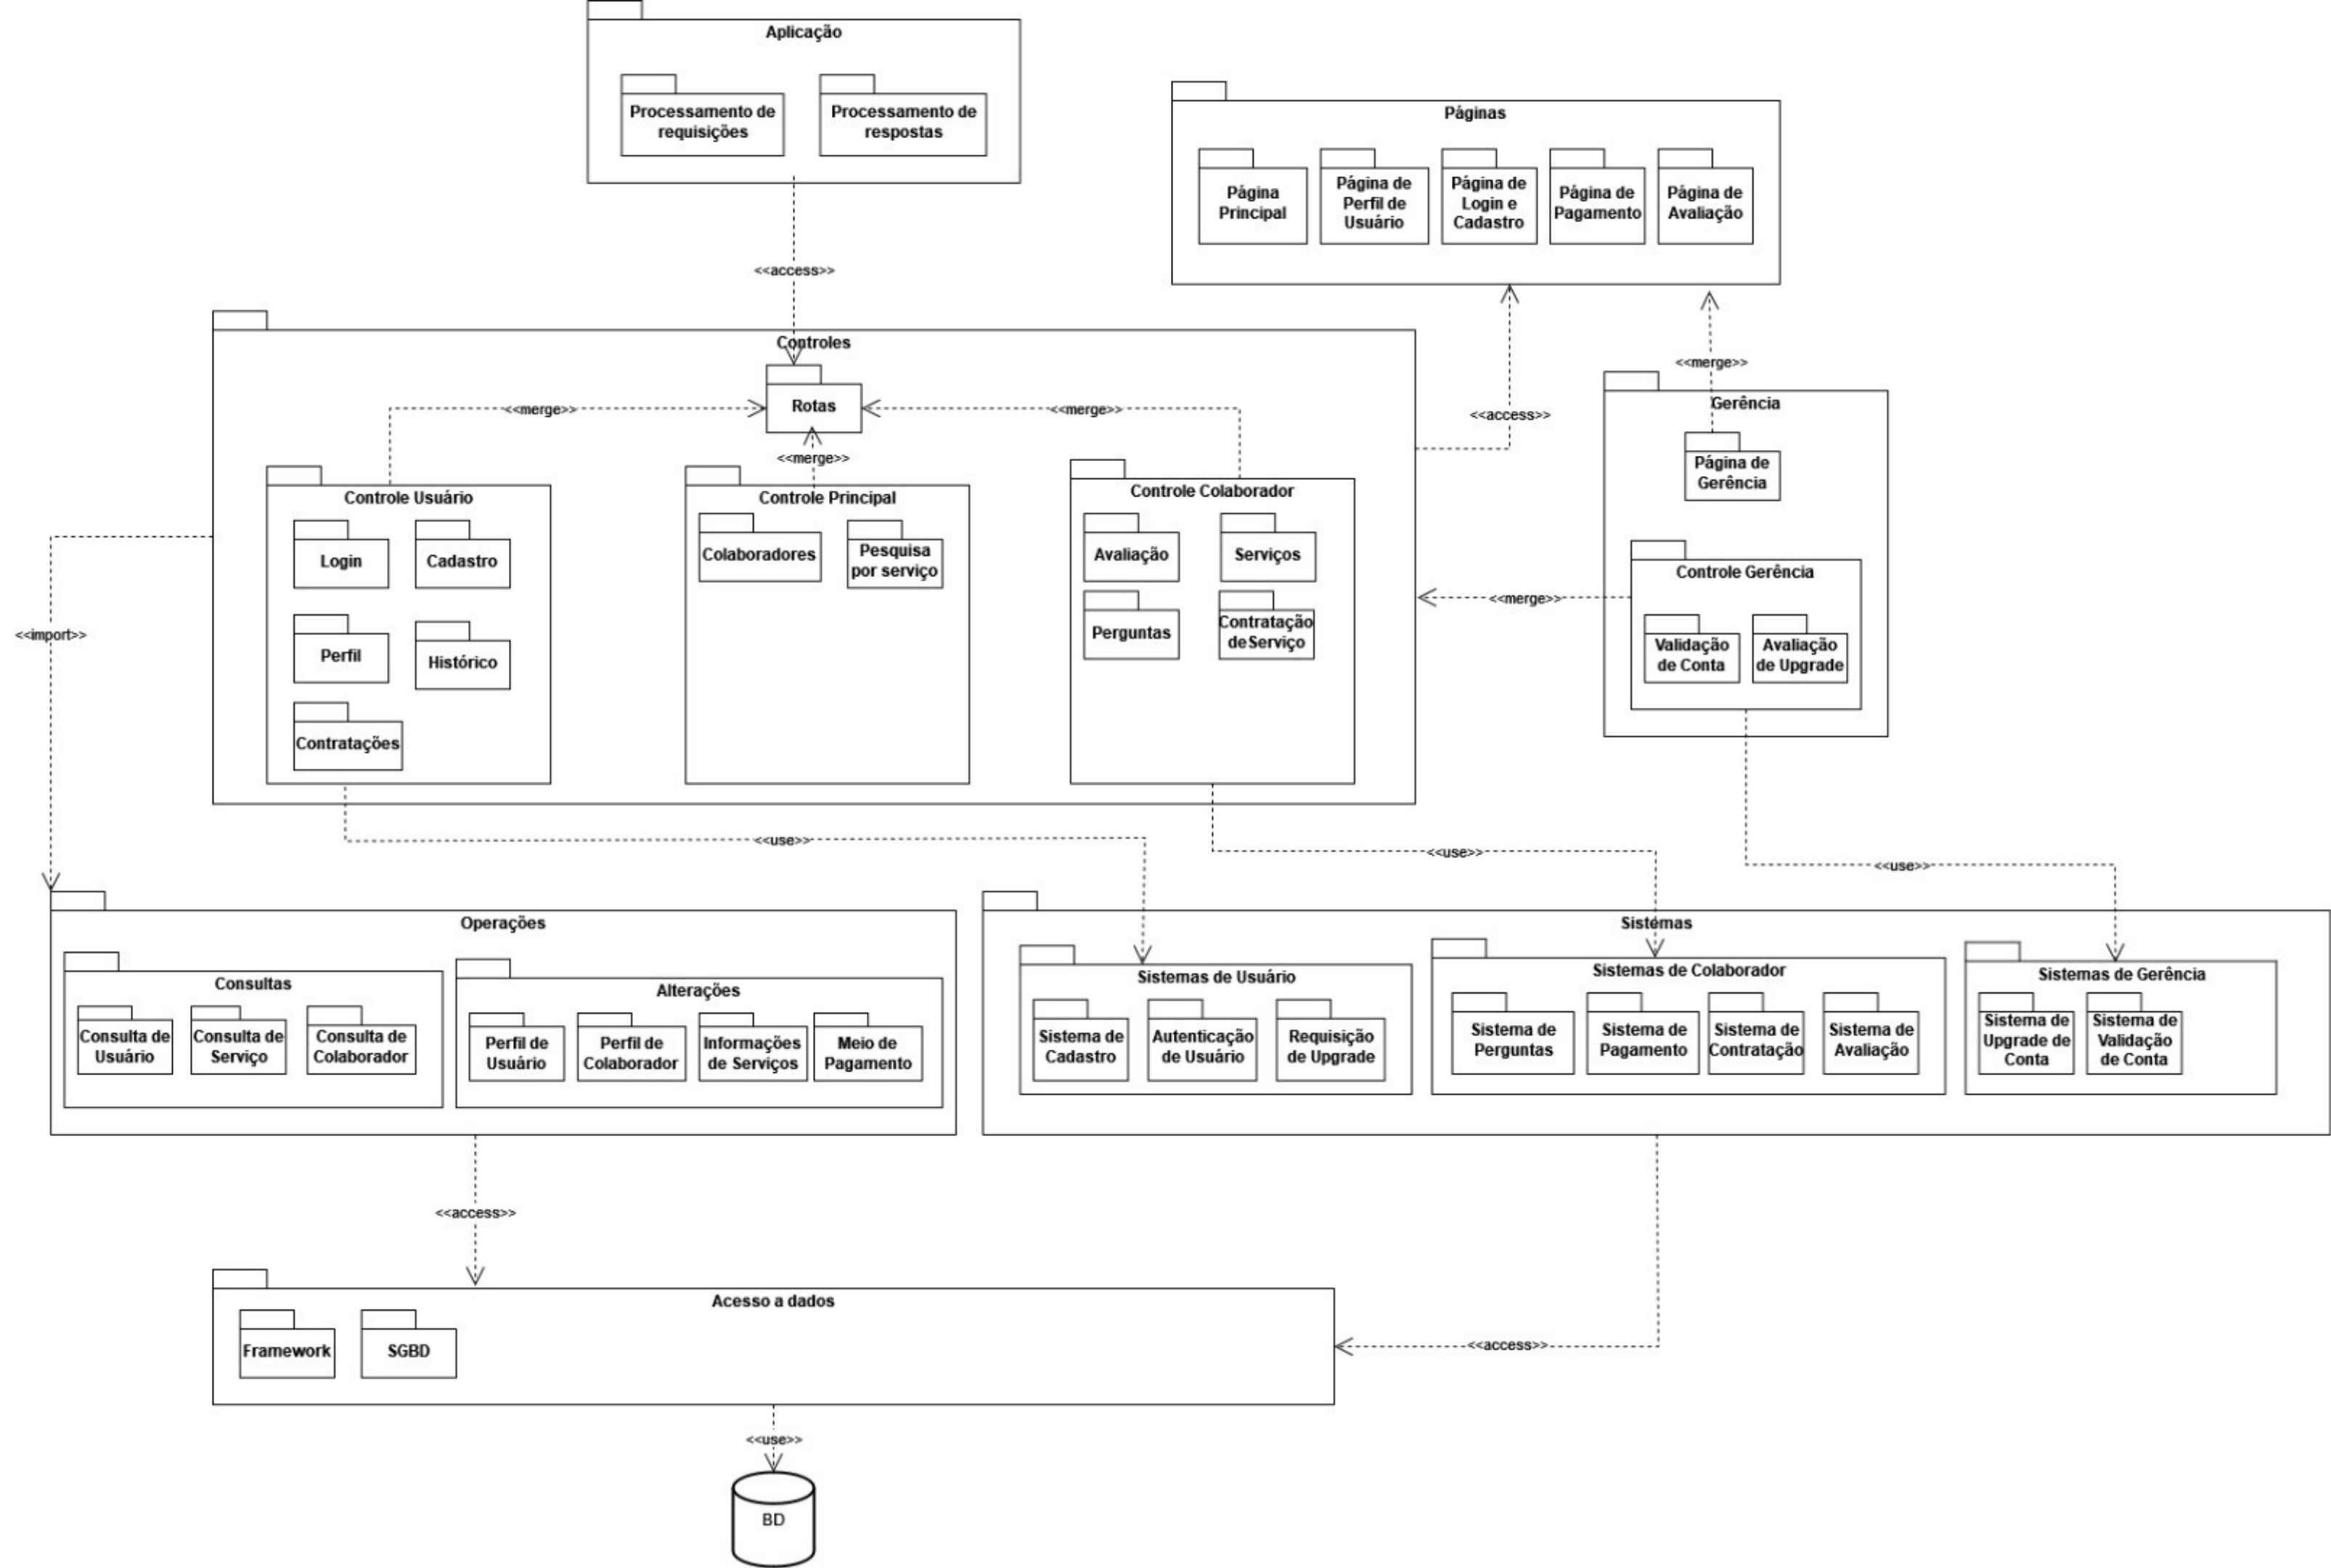 Aplicação
Processamento de
requisições
Processamento de
respostas
Páginas
Página
Principal
Página de
Perfil de
Usuário
Página de
Login e
Cadastro
Página de
Pagamento
Página de
Avaliação
<<access>>
Controles
Rotas
<<merge>>
<<merge>>
<<merge>>
<<access>>
<<merge>>
Gerência
Página de
Gerência
Controle Usuário
Login
Cadastro
Perfil
Histórico
Contratações
Controle Principal
Colaboradores
Pesquisa
por serviço
Controle Colaborador
Avaliação
Serviços
Perguntas
Contratação
deServiço
<<merge>>
Controle Gerência
Validação
de Conta
Avaliação
de Upgrade
<<import>>
<<use>>
<<use>>
<<use>>
Operações
Consultas
Consulta de
Usuário
Consulta de
Serviço
Consulta de
Colaborador
Alterações
Perfil de
Usuário
Perfil de
Colaborador
Informações
de Serviços
Meio de
Pagamento
Sistemas
Sistemas de Usuário
Sistema de
Cadastro
Autenticação
de Usuário
Requisição
de Upgrade
Sistemas de Colaborador
Sistema de
Perguntas
Sistema de
Pagamento
Sistema de
Contratação
Sistema de
Avaliação
Sistemas de Gerência
Sistema de
Upgrade de
Conta
Sistema de
Validação
de Conta
<<access>>
<<access>>
Acesso a dados
Framework
SGBD
<<use>>
BD